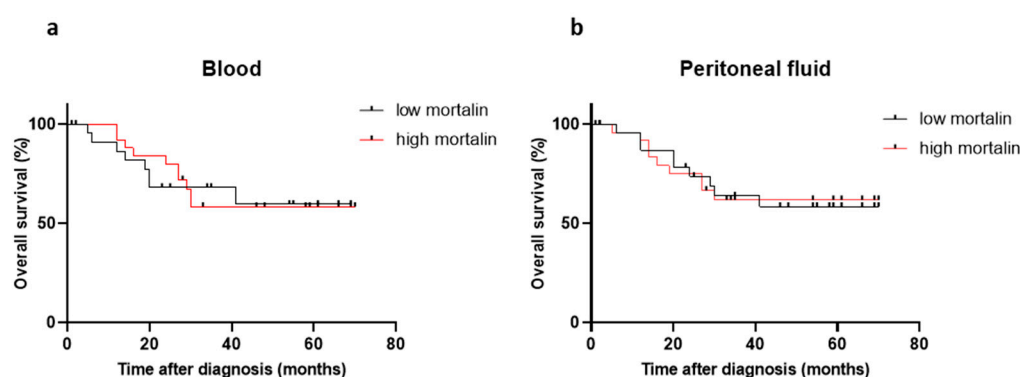 a
Blood
low mortalin
high mortalin
100
50
0
0 20 40 60 80
Overall survival (%)
Time after diagnosis (months)
b
Peritoneal fluid
low mortalin
high mortalin
100
50
0
0 20 40 60 80
Overall survival (%)
Time after diagnosis (months)